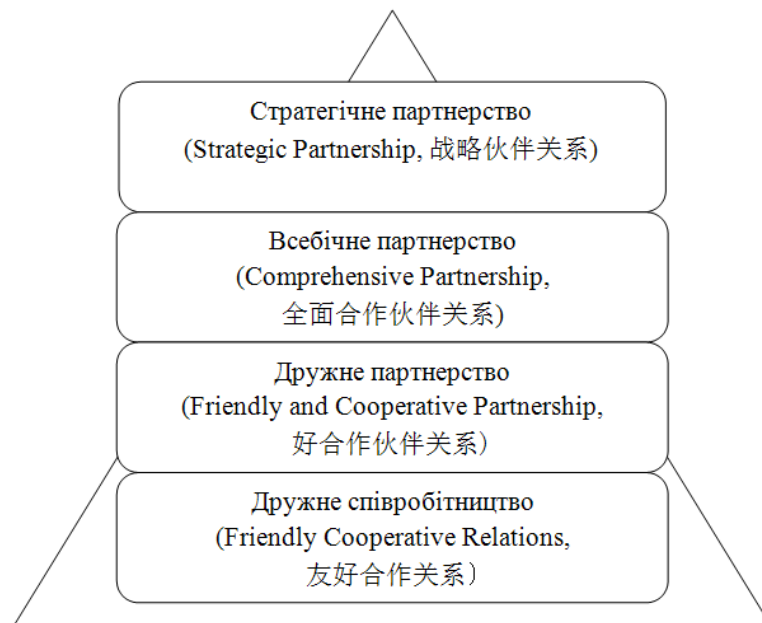 Стратегічне партнерство
(Strategic Partnership, 战略伙伴关系)
Всебічне партнерство
(Comprehensive Partnership,
全面合作伙伴关系)
Дружне партнерство
(Friendly and Cooperative Partnership,
好合作伙伴关系）
Дружне співробітництво
(Friendly Cooperative Relations,
友好合作关系）